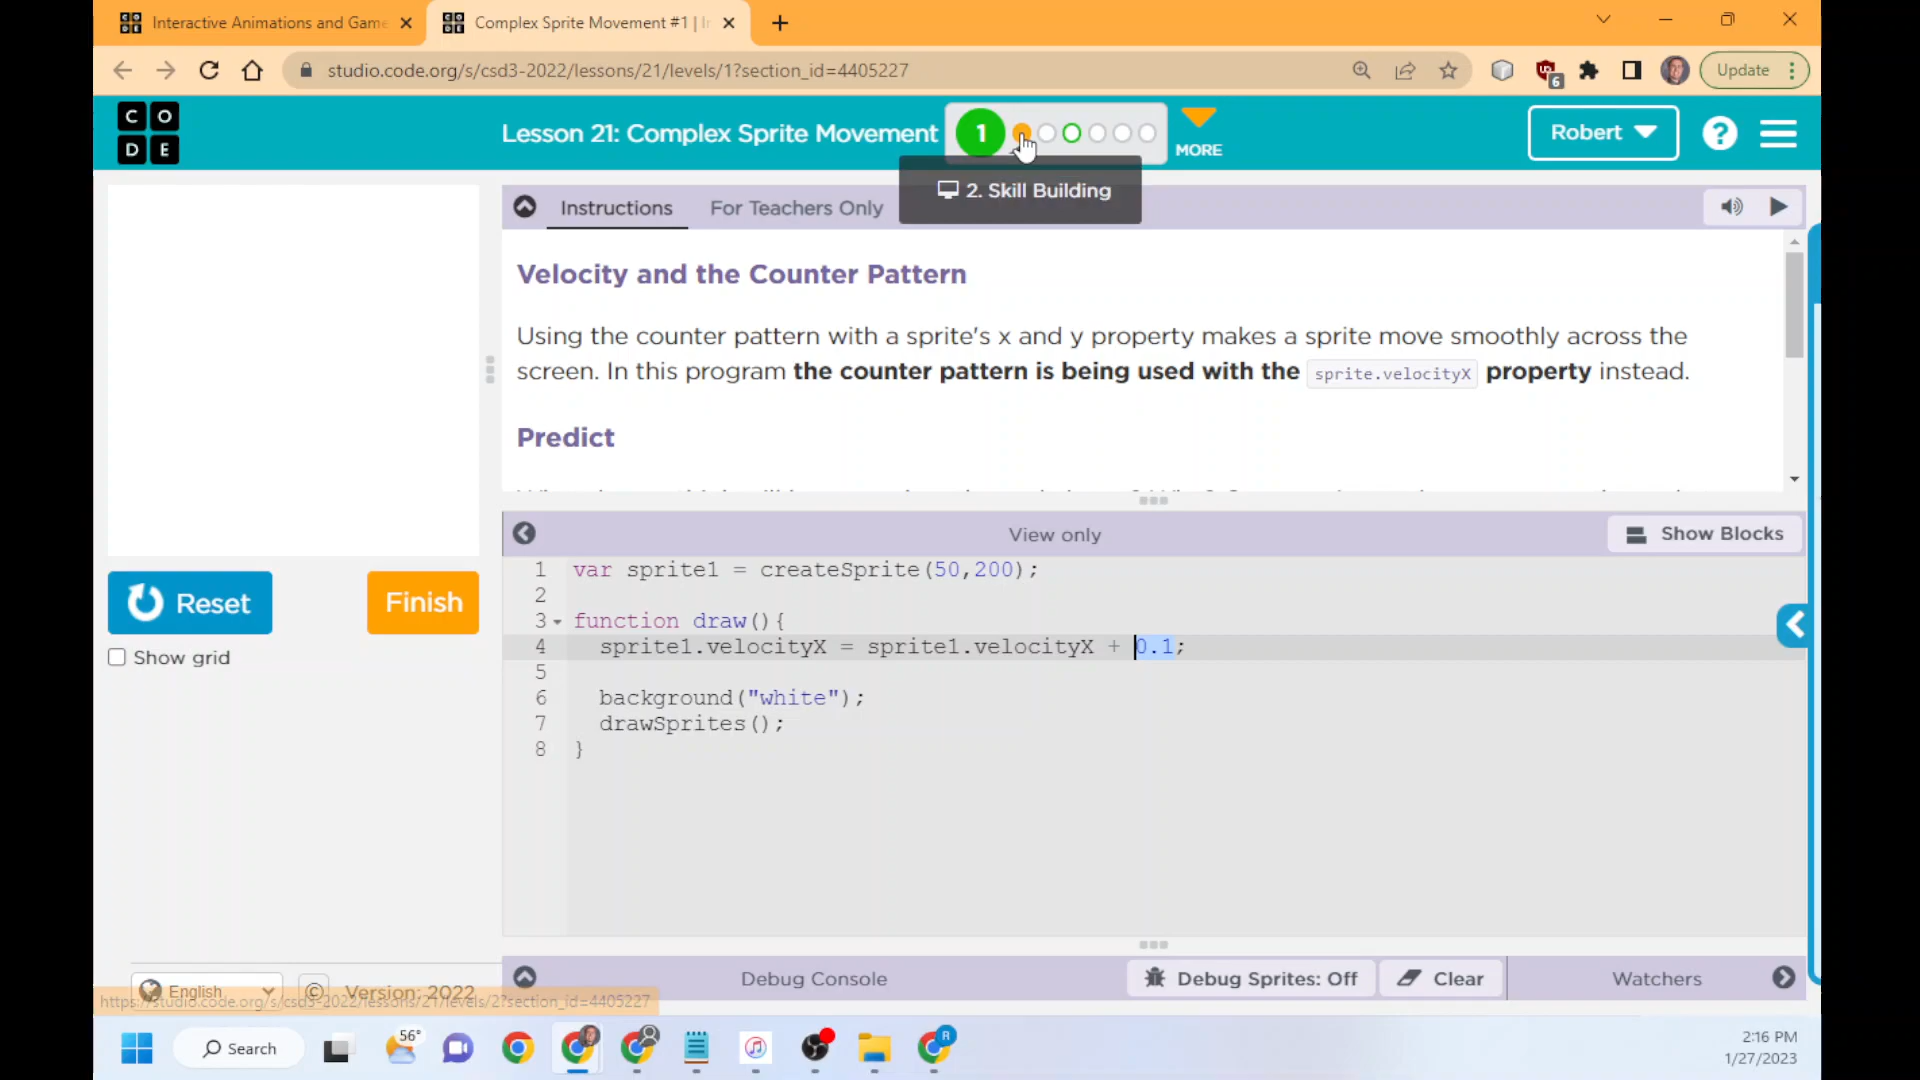 Interactive Animations and Game
Complex Sprite Movement #1 | I
studio.code.org/s/csd3-2022/lessons/21/levels/1?section_id=4405227
6
Update
C O
D E
Lesson 21: Complex Sprite Movement
1
MORE
Robert
?
2. Skill Building
Instructions
For Teachers Only
Velocity and the Counter Pattern
Using the counter pattern with a sprite's x and y property makes a sprite move smoothly across the
screen. In this program the counter pattern is being used with the sprite.velocityX property instead.
Predict
View only
Show Blocks
1 var sprite1 = createSprite(50,200);
2
3 function draw(){
4 sprite1.velocityX = sprite1.velocityX + 0.1;
5
6 background("white");
7 drawSprites();
8 }
Reset
Finish
Show grid
Debug Console
Debug Sprites: Off
Clear
Watchers
English
©
Version: 2022
https://studio.code.org/s/csd3-2022/lessons/21/levels/2?section_id=4405227
Search
56°
R
2:16 PM
1/27/2023